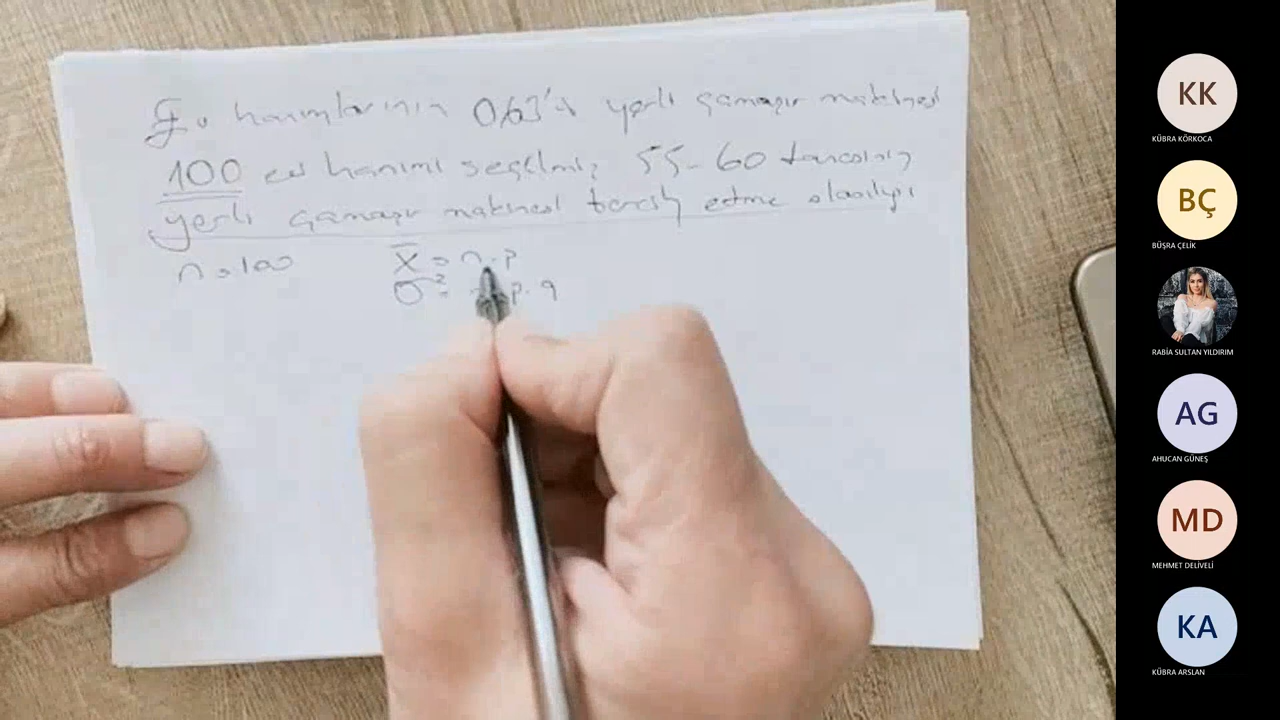 Ev hanımlarının 0,63'ü yerli çamaşır makinesi
100 ev hanımı seçilmiş 55-60 tanesinin
yerli çamaşır makinesi tercih etme olasılığı
n=100
x̄ = n.p
σ² = p.q
KK
KÜBRA KÖRKOCA
BÇ
BÜŞRA ÇELİK
RABİA SULTAN YILDIRIM
AG
AHUCAN GÜNEŞ
MD
MEHMET DELİVELİ
KA
KÜBRA ARSLAN